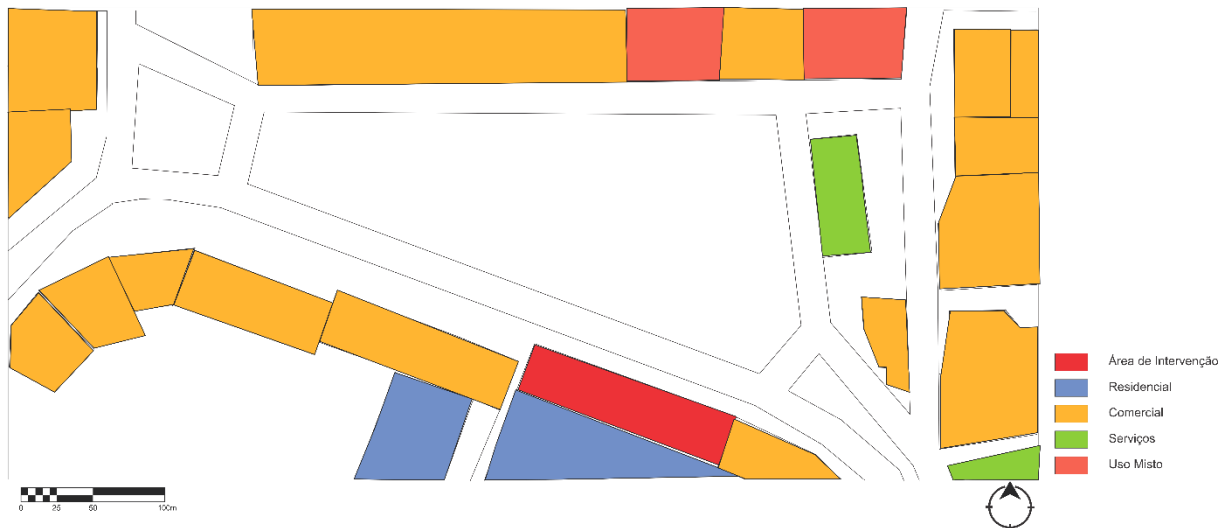 Área de Intervenção
Residencial
Comercial
Serviços
Uso Misto
0 25 50 100m